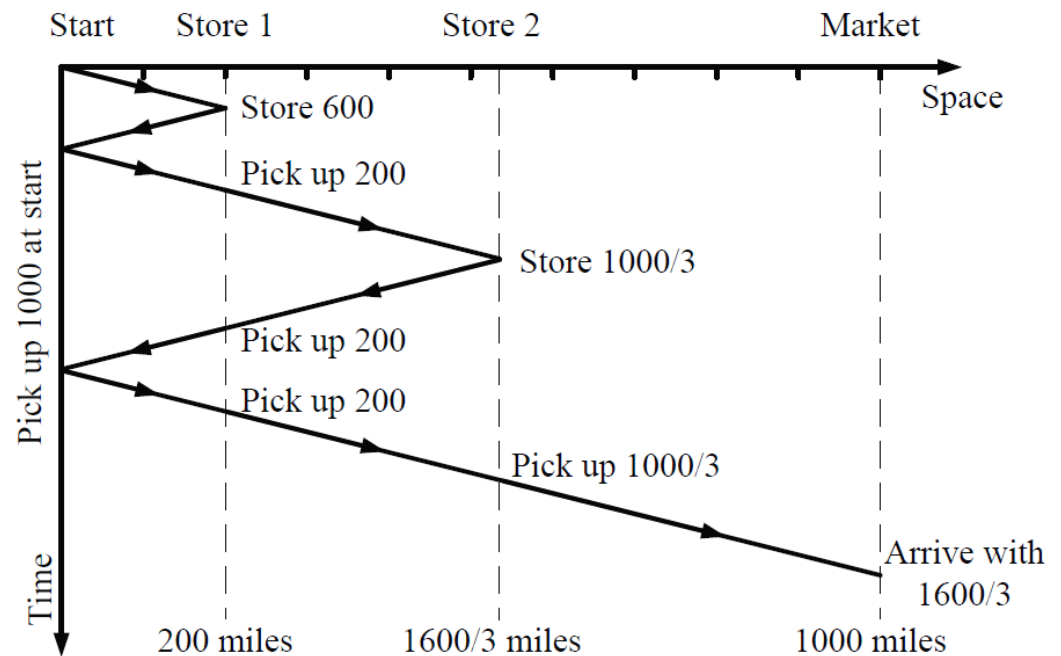 Start
Store 1
Store 2
Market
Space
Store 600
Pick up 200
Store 1000/3
Pick up 200
Pick up 200
Pick up 1000/3
Arrive with
1600/3
Pick up 1000 at start
Time
200 miles
1600/3 miles
1000 miles